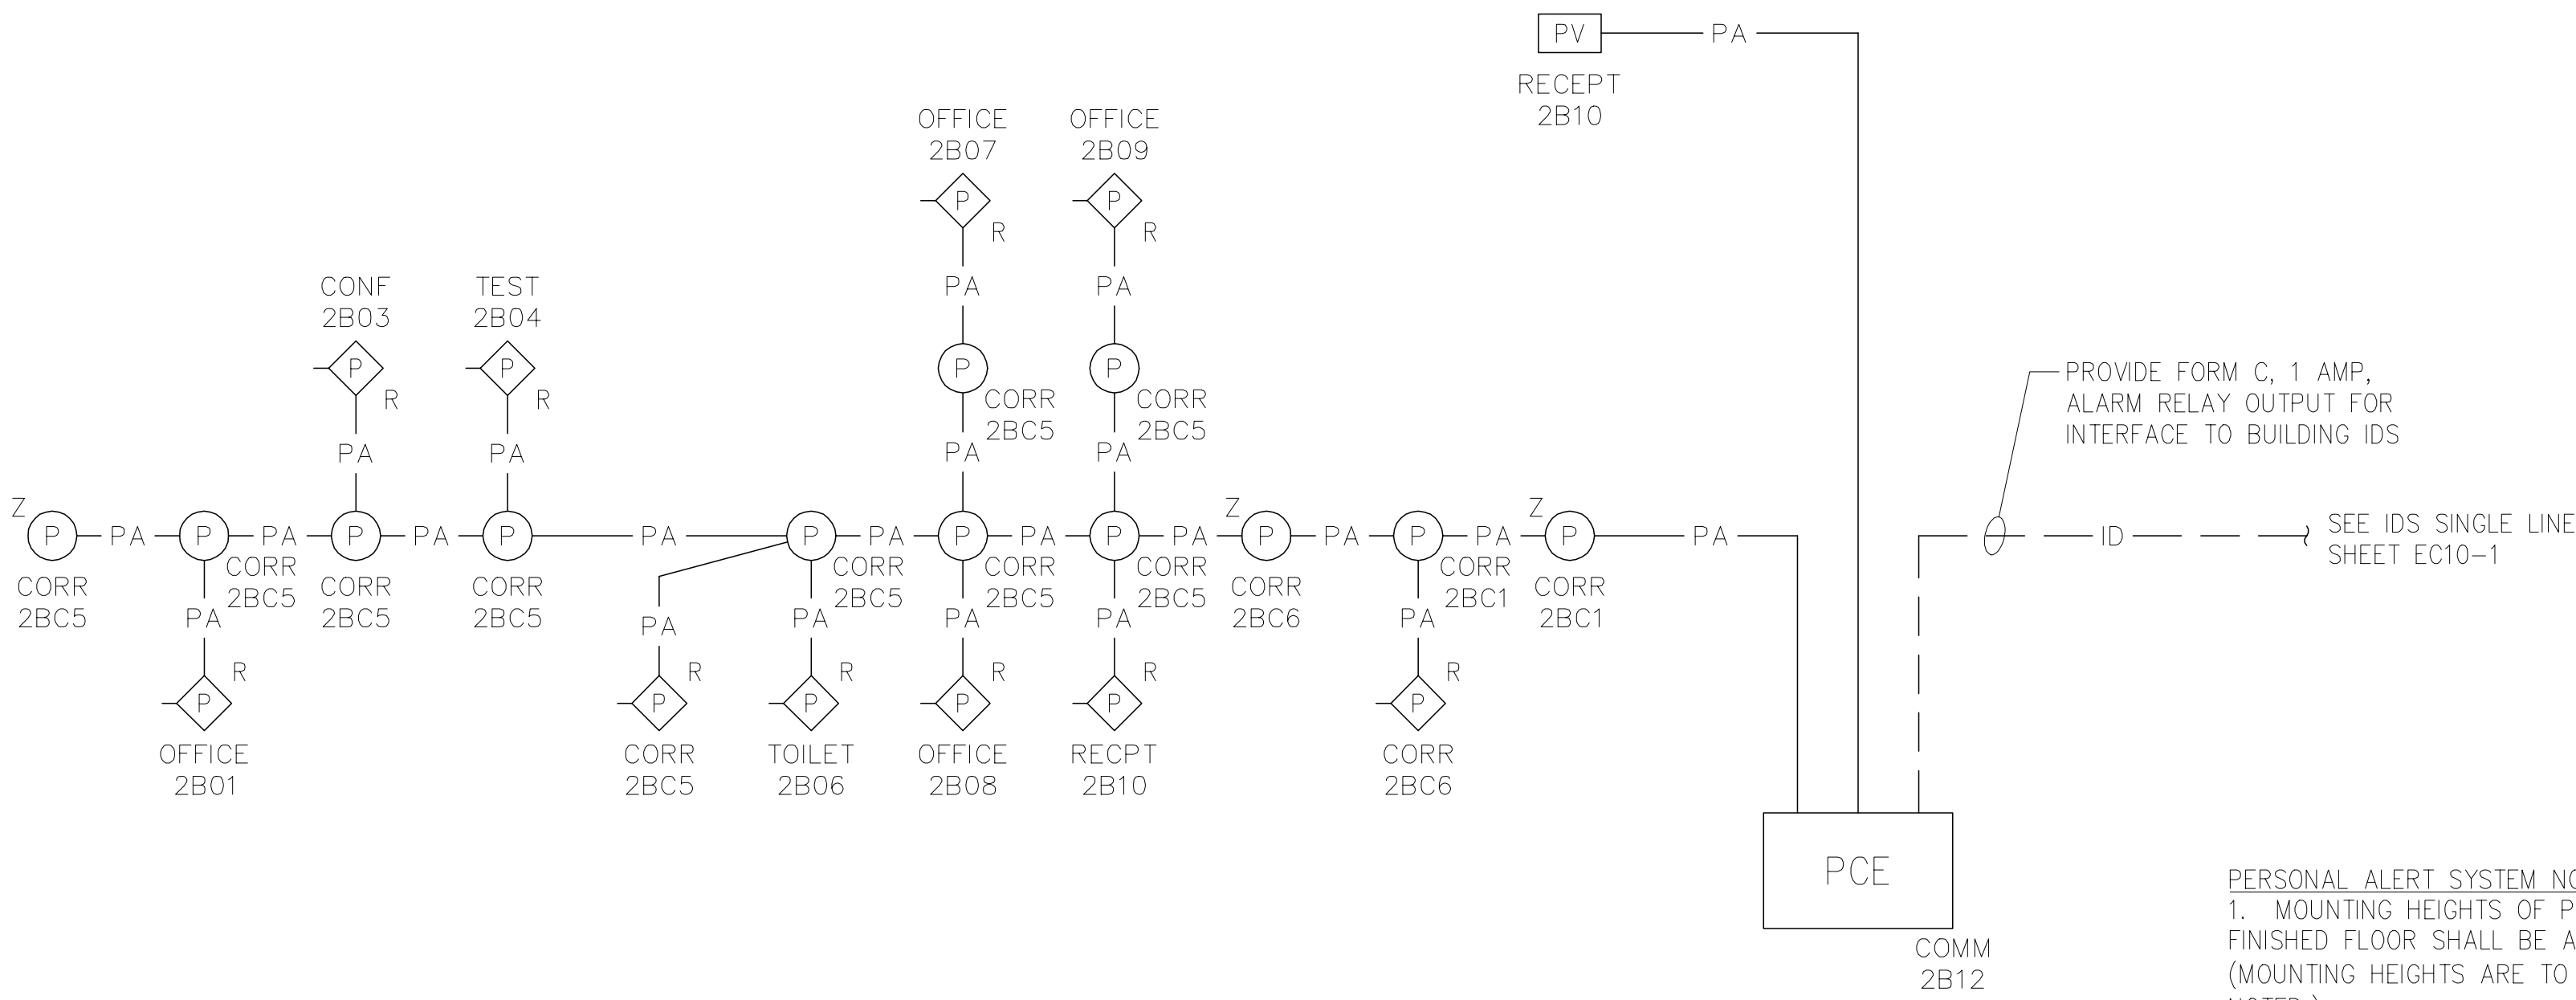 PV
PA
RECEPT
2B10
OFFICE
2B07
OFFICE
2B09
P
R
P
R
PA
PA
CONF
2B03
TEST
2B04
P
R
P
R
P
CORR
2BC5
P
CORR
2BC5
PA
PA
PA
PA
PROVIDE FORM C, 1 AMP,
ALARM RELAY OUTPUT FOR
INTERFACE TO BUILDING IDS
Z
P
PA
P
PA
P
PA
P
PA
P
PA
P
PA
P
PA
Z
P
PA
P
PA
Z
P
PA
ID
SEE IDS SINGLE LINE
SHEET EC10-1
CORR
2BC5
CORR
2BC5
CORR
2BC5
CORR
2BC5
CORR
2BC5
CORR
2BC5
CORR
2BC5
CORR
2BC6
CORR
2BC1
CORR
2BC1
PA
PA
PA
PA
PA
PA
R
P
R
P
R
P
R
P
R
P
R
P
OFFICE
2B01
CORR
2BC5
TOILET
2B06
OFFICE
2B08
RECPT
2B10
CORR
2BC6
PCE
COMM
2B12
PERSONAL ALERT SYSTEM
1. MOUNTING HEIGHTS OF
FINISHED FLOOR SHALL BE
(MOUNTING HEIGHTS ARE TO